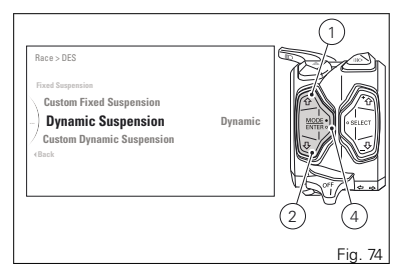 Race > DES
Fixed Suspension
Custom Fixed Suspension
Dynamic Suspension Dynamic
Custom Dynamic Suspension
Back
1
MODE
ENTER
SELECT
OFF
2
4
Fig. 74